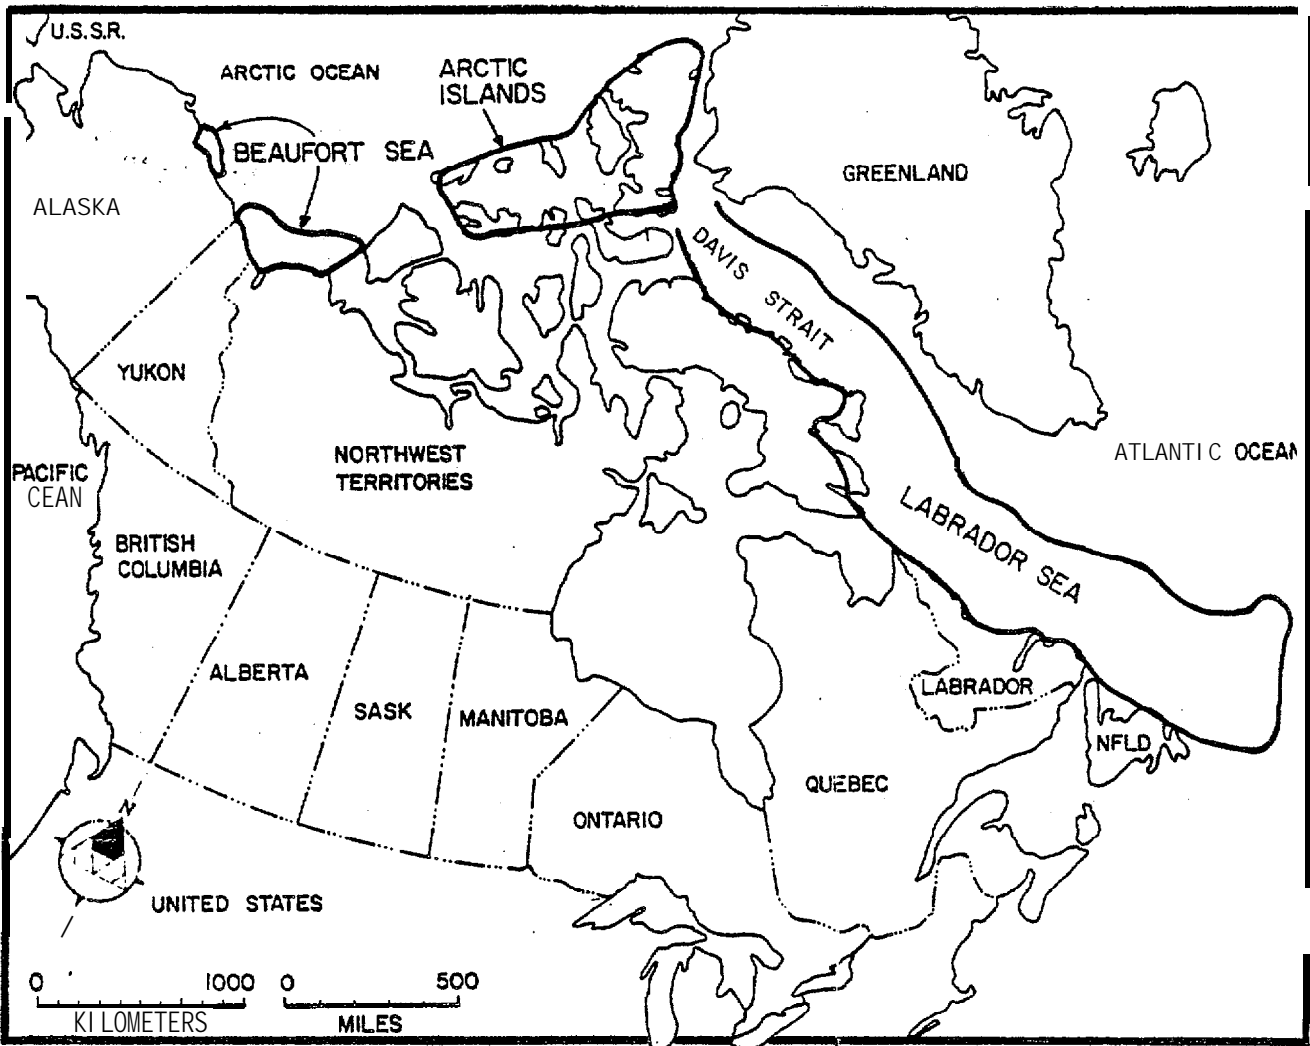 U.S.S.R.
ARCTIC OCEAN
ARCTIC
ISLANDS
BEAUFORT SEA
GREENLAND
ALASKA
DAVIS STRAIT
YUKON
ATLANTIC OCEAN
NORTHWEST
TERRITORIES
PACIFIC
CEAN
LABRADOR SEA
BRITISH
COLUMBIA
ALBERTA
LABRADOR
SASK
MANITOBA
NFLD
QUEBEC
ONTARIO
N
UNITED STATES
0 1000 0 500
KILOMETERS MILES